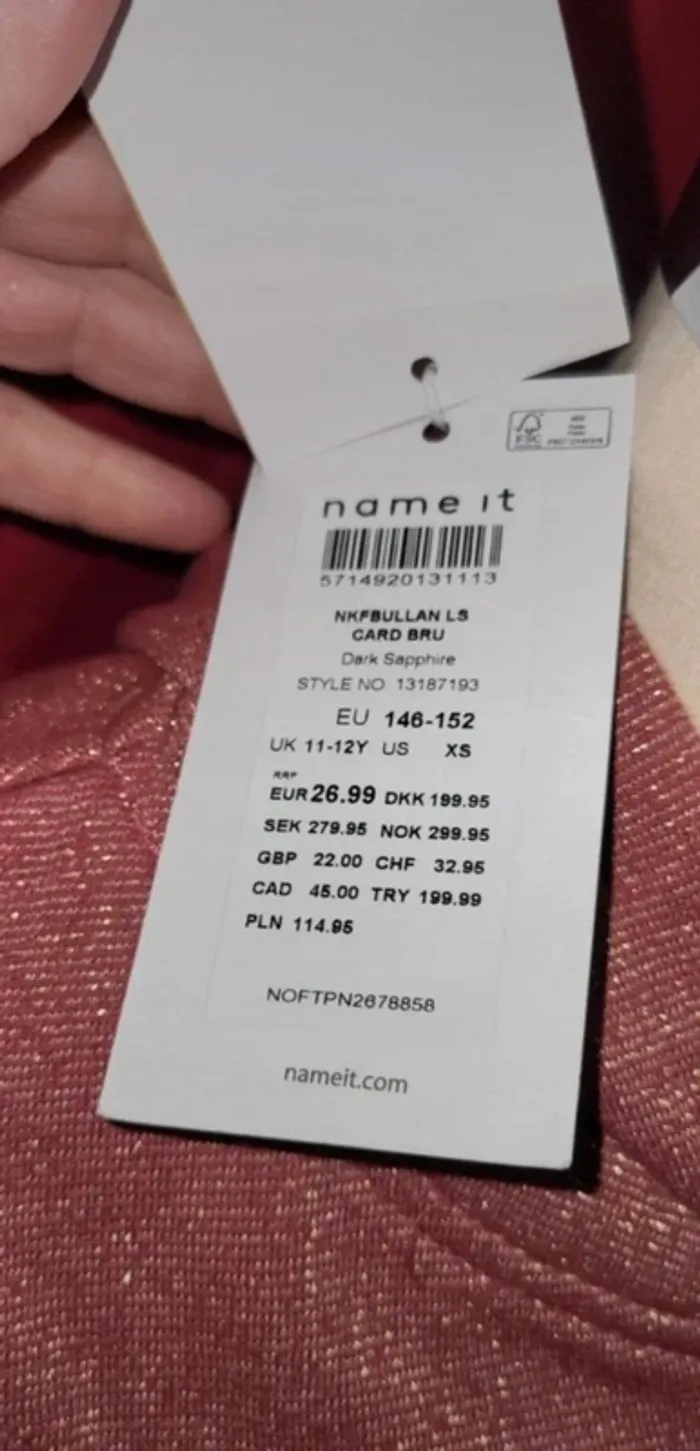 FSC
name it
5714920131113
NKFBULLAN LS
CARD BRU
Dark Sapphire
STYLE NO 13187193
EU 146-152
UK 11-12Y US XS
RRP
EUR 26.99 DKK 199.95
SEK 279.95 NOK 299.95
GBP 22.00 CHF 32.95
CAD 45.00 TRY 199.99
PLN 114.95
NOFTPN2678858
nameit.com